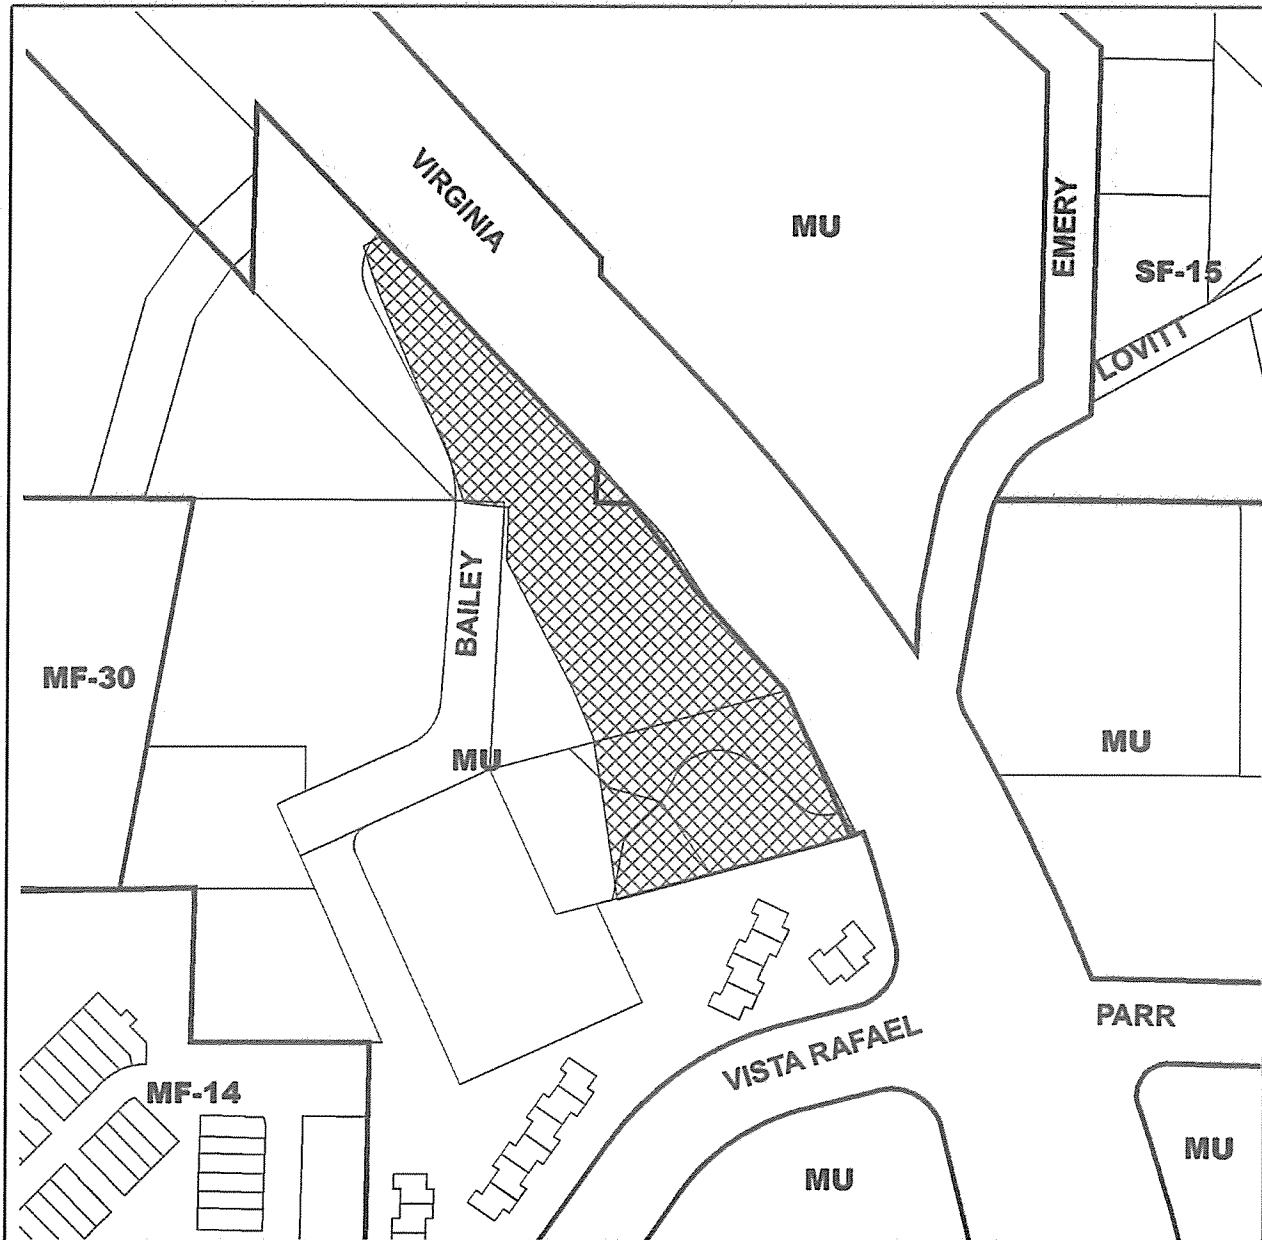 VIRGINIA
MU
EMERY
SF-15
LOVITT
BAILEY
MF-30
MU
MU
PARR
VISTA RAFAEL
MF-14
MU
MU